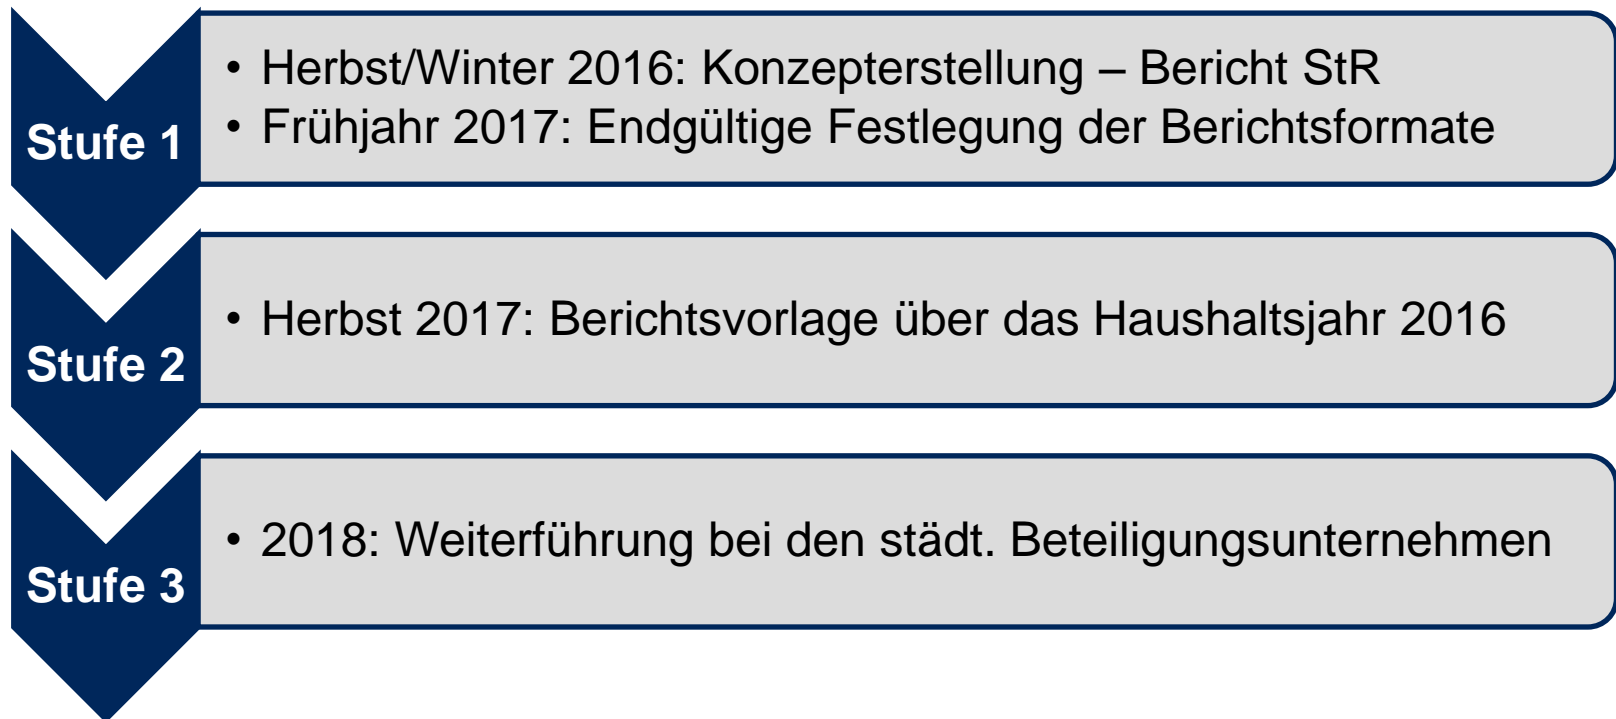 Stufe 1
• Herbst/Winter 2016: Konzepterstellung – Bericht StR
• Frühjahr 2017: Endgültige Festlegung der Berichtsformate
Stufe 2
• Herbst 2017: Berichtsvorlage über das Haushaltsjahr 2016
Stufe 3
• 2018: Weiterführung bei den städt. Beteiligungsunternehmen